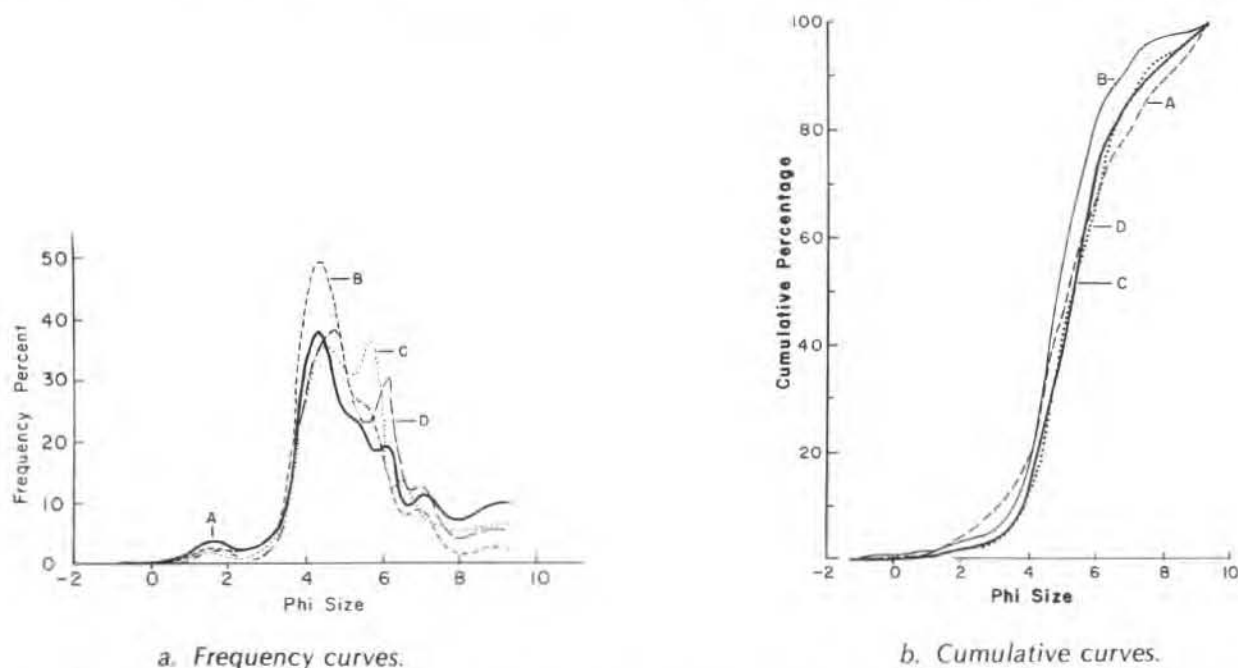 50
40
30
20
10
0
Frequency Percent
A
B
C
D
-2
0
2
4
6
8
10
Phi Size
a. Frequency curves.
100
80
60
40
20
Cumulative Percentage
B
A
D
C
-2
0
2
4
6
8
10
Phi Size
b. Cumulative curves.